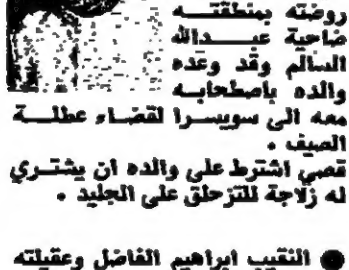 روضته بمنطقته
ضاحية عبدالله
السالم وقد وعده
والده باصطحابه
معه الى سويسرا لقضاء عطلة
الصيف .
قصي اشترط على والده ان يشتري
له زلاجة للتزحلق على الجليد .
● النقيب ابراهيم الفاضل وعقيلته